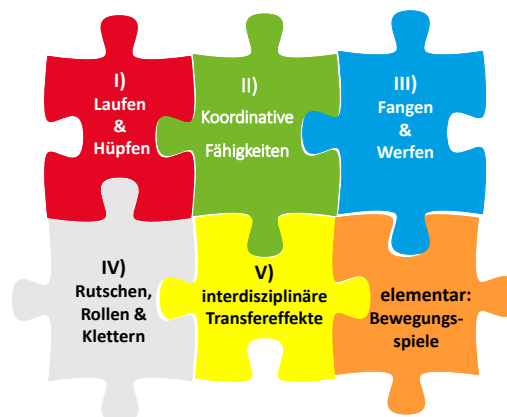 I)
Laufen
&
Hüpfen
II)
Koordinative
Fähigkeiten
III)
Fangen
&
Werfen
IV)
Rutschen,
Rollen &
Klettern
V)
interdisziplinäre
Transfereffekte
elementar:
Bewegungs-
spiele